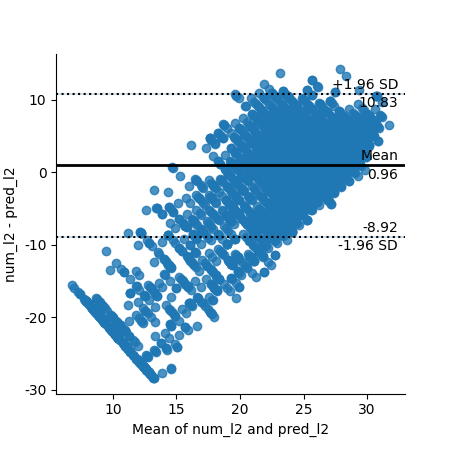 +1.96 SD
10.83
Mean
0.96
-8.92
-1.96 SD
10
0
-10
-20
-30
num_l2 - pred_l2
10 15 20 25 30
Mean of num_l2 and pred_l2